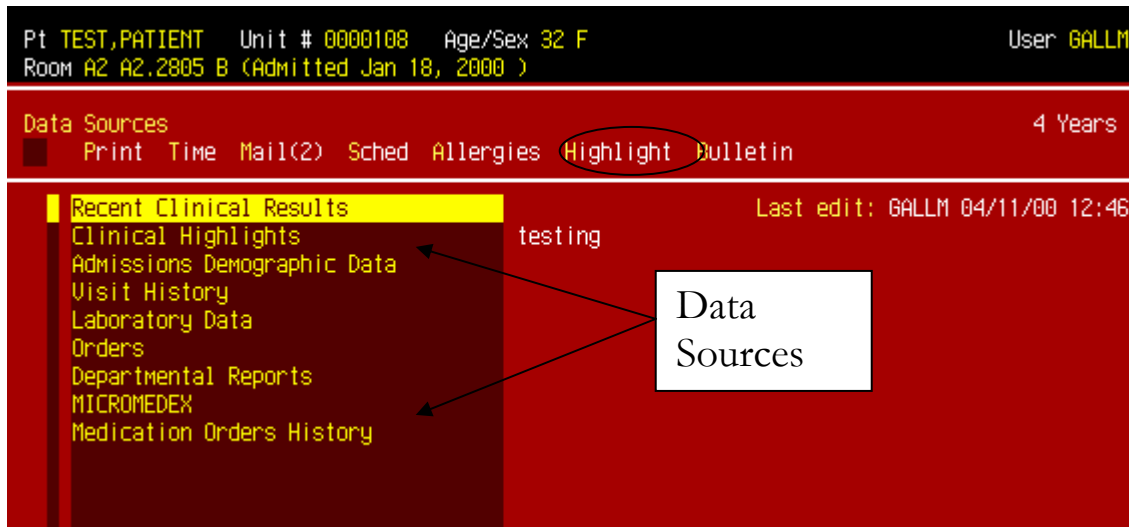 Pt TEST,PATIENT Unit # 0000108 Age/Sex 32 F User GALLM
Room A2 A2.2805 B (Admitted Jan 18, 2000 )
Data Sources 4 Years
Print Time Mail(2) Sched Allergies Highlight Bulletin
Recent Clinical Results Last edit: GALLM 04/11/00 12:46
Clinical Highlights testing
Admissions Demographic Data
Visit History
Laboratory Data
Orders
Departmental Reports
MICROMEDEX
Medication Orders History
Data
Sources